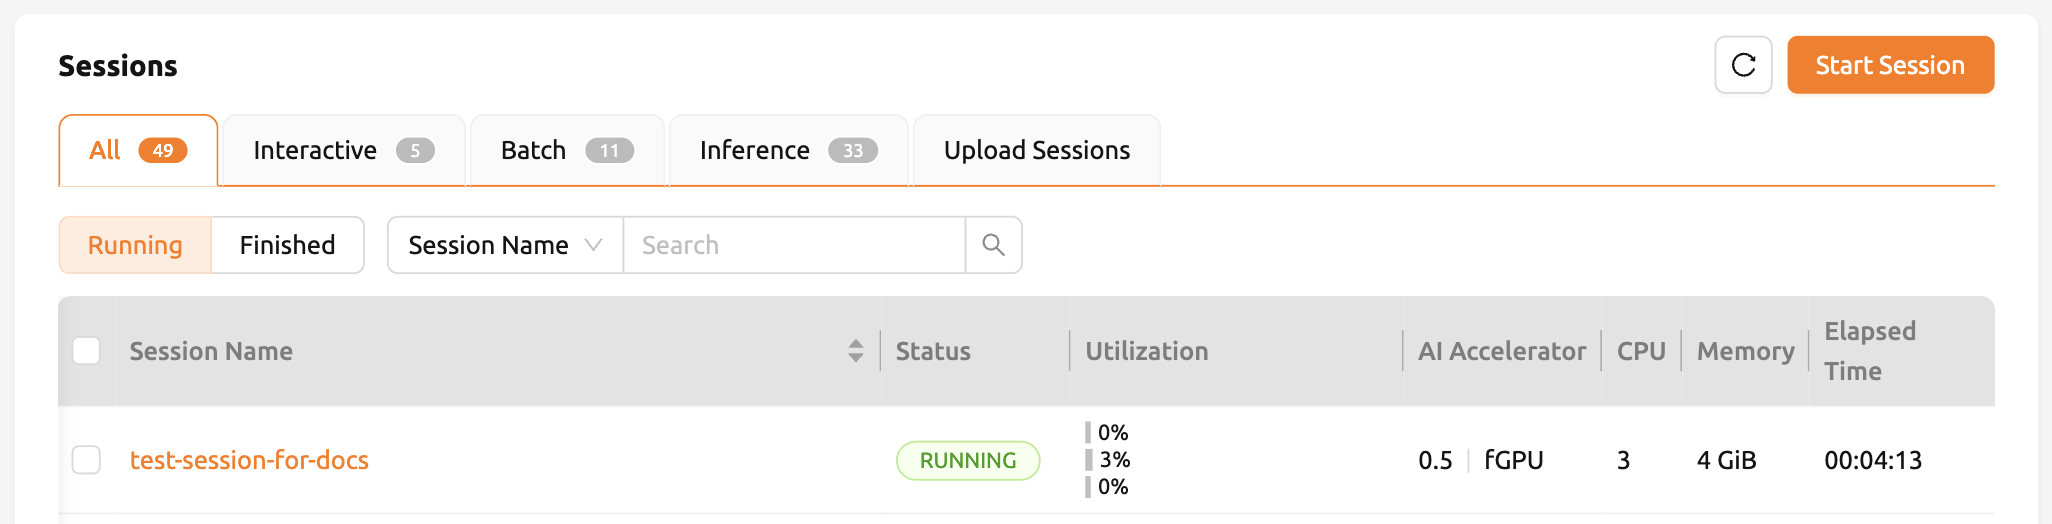 Sessions
Start Session
All 49 Interactive 5 Batch 11 Inference 33 Upload Sessions
Running Finished Session Name Search
Session Name Status Utilization AI Accelerator CPU Memory Elapsed Time
test-session-for-docs RUNNING 0% 3% 0% 0.5 fGPU 3 4 GiB 00:04:13